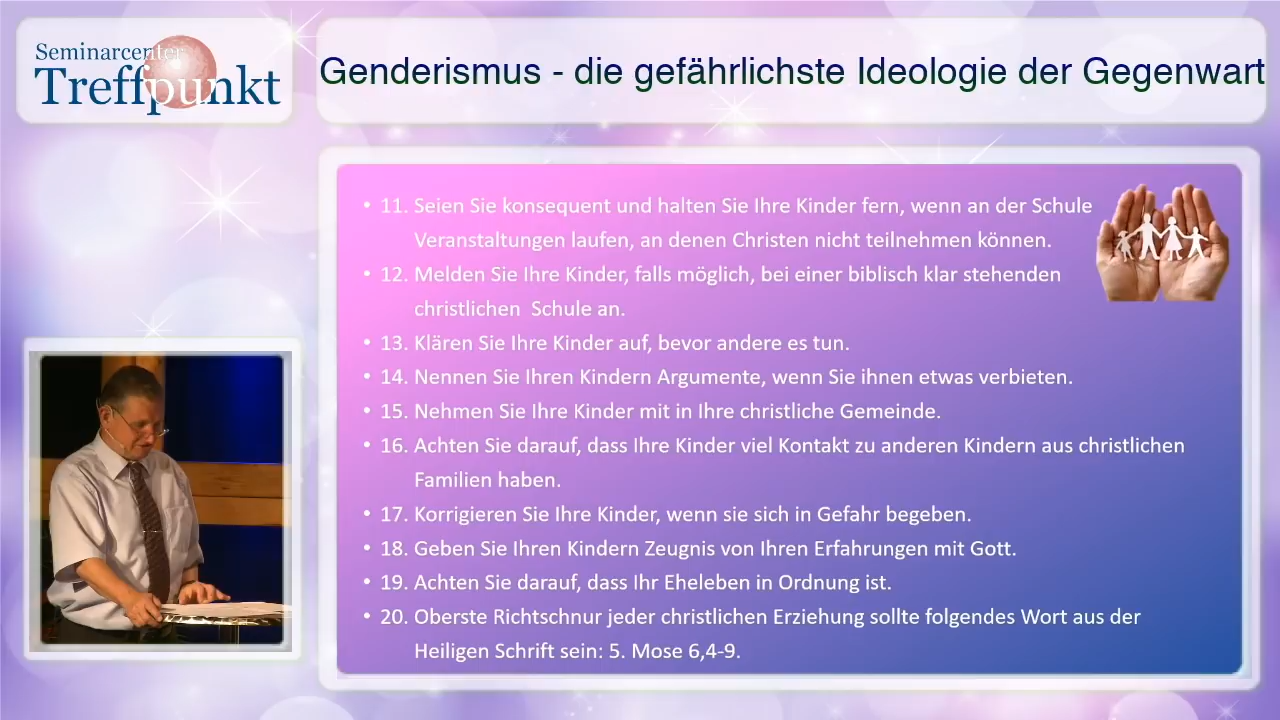 Seminarcenter
Treffpunkt
Genderismus - die gefährlichste Ideologie der Gegenwart
• 11. Seien Sie konsequent und halten Sie Ihre Kinder fern, wenn an der Schule
Veranstaltungen laufen, an denen Christen nicht teilnehmen können.
• 12. Melden Sie Ihre Kinder, falls möglich, bei einer biblisch klar stehenden
christlichen  Schule an.
• 13. Klären Sie Ihre Kinder auf, bevor andere es tun.
• 14. Nennen Sie Ihren Kindern Argumente, wenn Sie ihnen etwas verbieten.
• 15. Nehmen Sie Ihre Kinder mit in Ihre christliche Gemeinde.
• 16. Achten Sie darauf, dass Ihre Kinder viel Kontakt zu anderen Kindern aus christlichen
Familien haben.
• 17. Korrigieren Sie Ihre Kinder, wenn sie sich in Gefahr begeben.
• 18. Geben Sie Ihren Kindern Zeugnis von Ihren Erfahrungen mit Gott.
• 19. Achten Sie darauf, dass Ihr Eheleben in Ordnung ist.
• 20. Oberste Richtschnur jeder christlichen Erziehung sollte folgendes Wort aus der
Heiligen Schrift sein: 5. Mose 6,4-9.